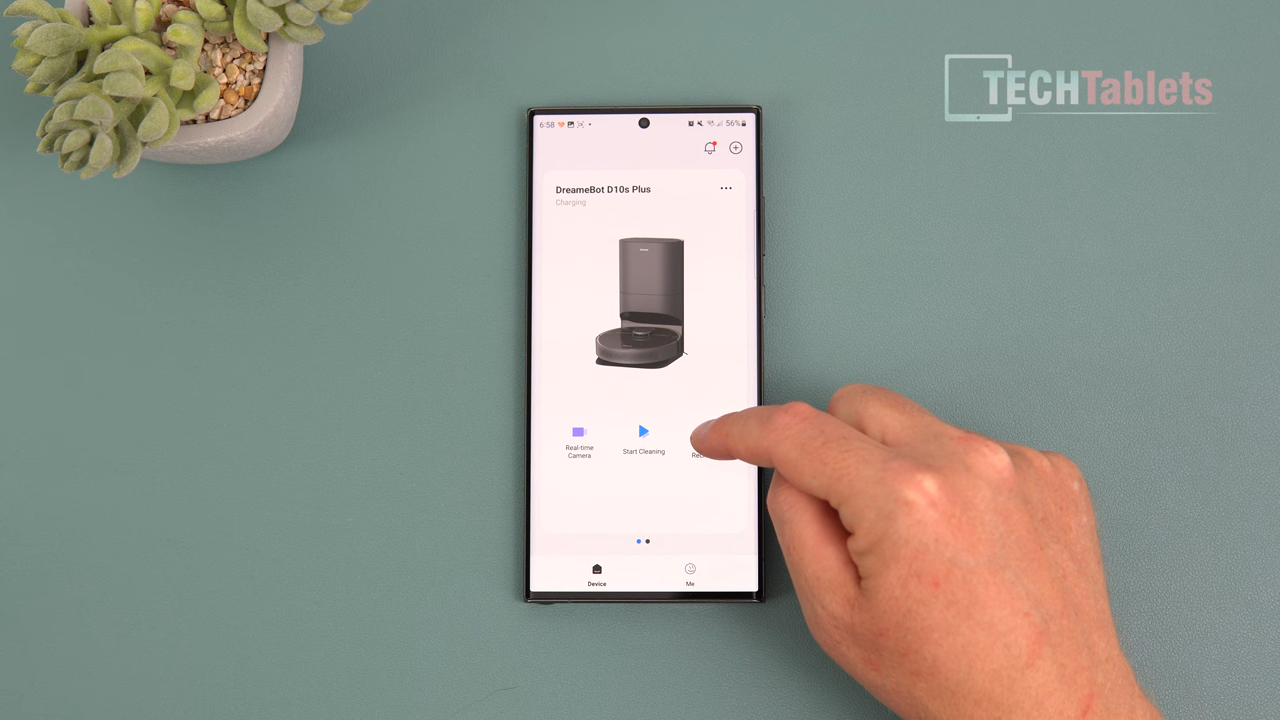 TECHTablets
6:58
56%
DreameBot D10s Plus
Charging
Real-time
Camera
Start Cleaning
Device
Me